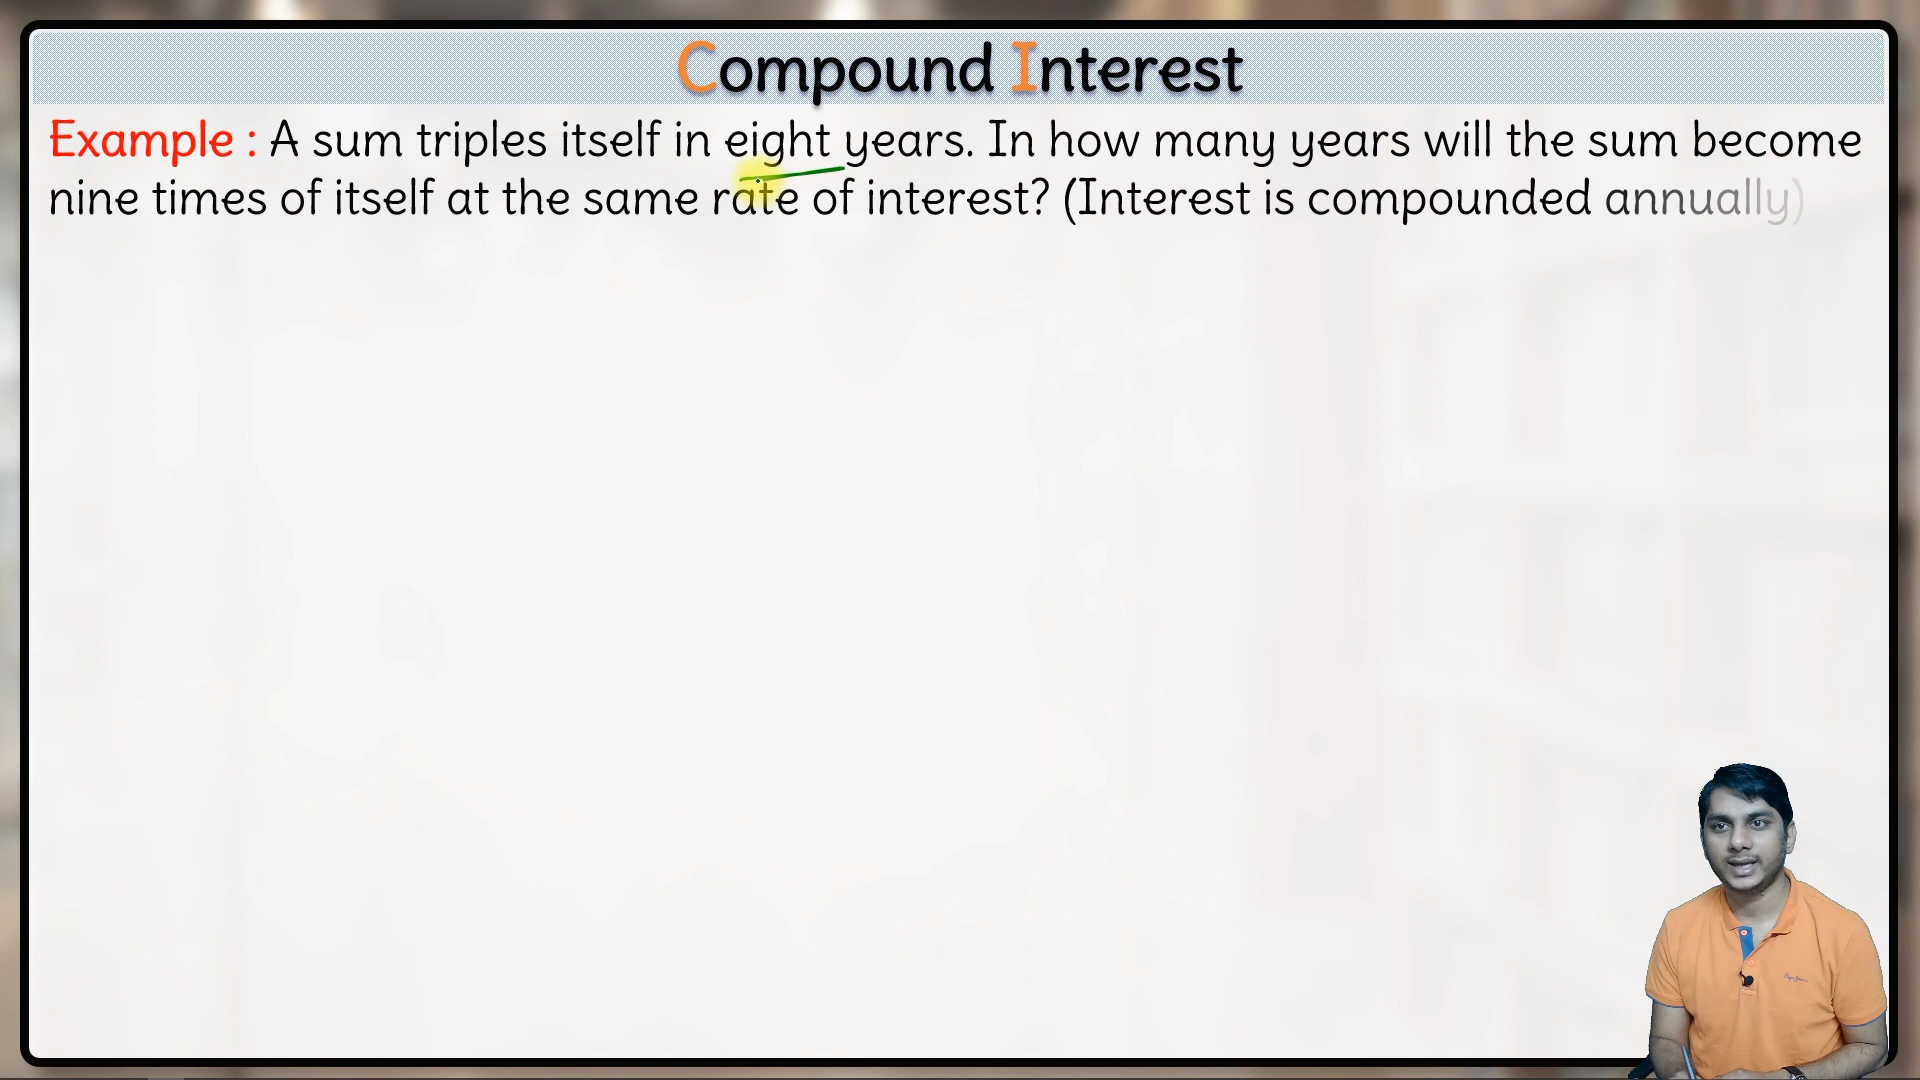 Compound Interest
Example : A sum triples itself in eight years. In how many years will the sum become
nine times of itself at the same rate of interest? (Interest is compounded annually)